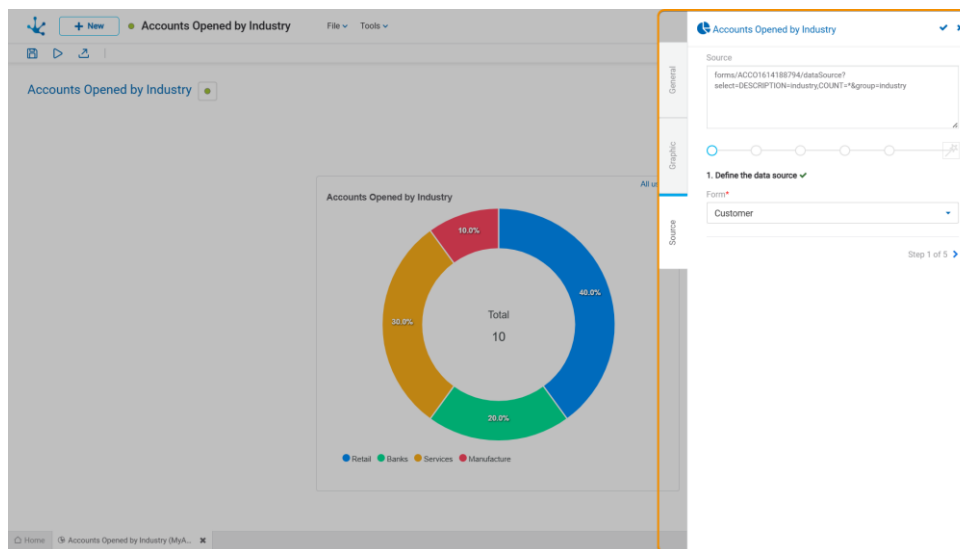 + New
Accounts Opened by Industry
File
Tools
Accounts Opened by Industry
Accounts Opened by Industry
All us
10.0%
40.0%
30.0%
20.0%
Total
10
Retail
Banks
Services
Manufacture
Home
Accounts Opened by Industry (MyA...
General
Graphic
Source
Accounts Opened by Industry
Source
forms/ACCO1614188794/dataSource?
select=DESCRIPTION=industry,COUNT=*&group=industry
1. Define the data source
Form*
Customer
Step 1 of 5